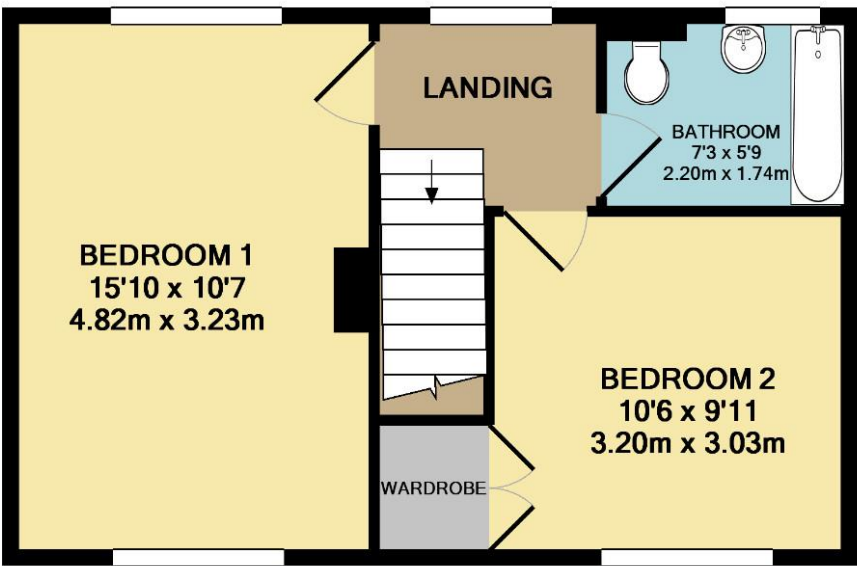 LANDING
BATHROOM
7'3 x 5'9
2.20m x 1.74m
BEDROOM 1
15'10 x 10'7
4.82m x 3.23m
BEDROOM 2
10'6 x 9'11
3.20m x 3.03m
WARDROBE